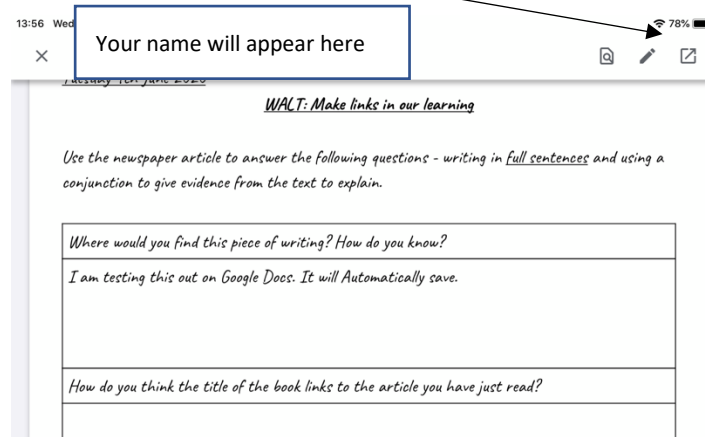 13:56 Wed 78%
Your name will appear here
WALT: Make links in our learning
Use the newspaper article to answer the following questions - writing in full sentences and using a
conjunction to give evidence from the text to explain.
Where would you find this piece of writing? How do you know?
I am testing this out on Google Docs. It will Automatically save.
How do you think the title of the book links to the article you have just read?